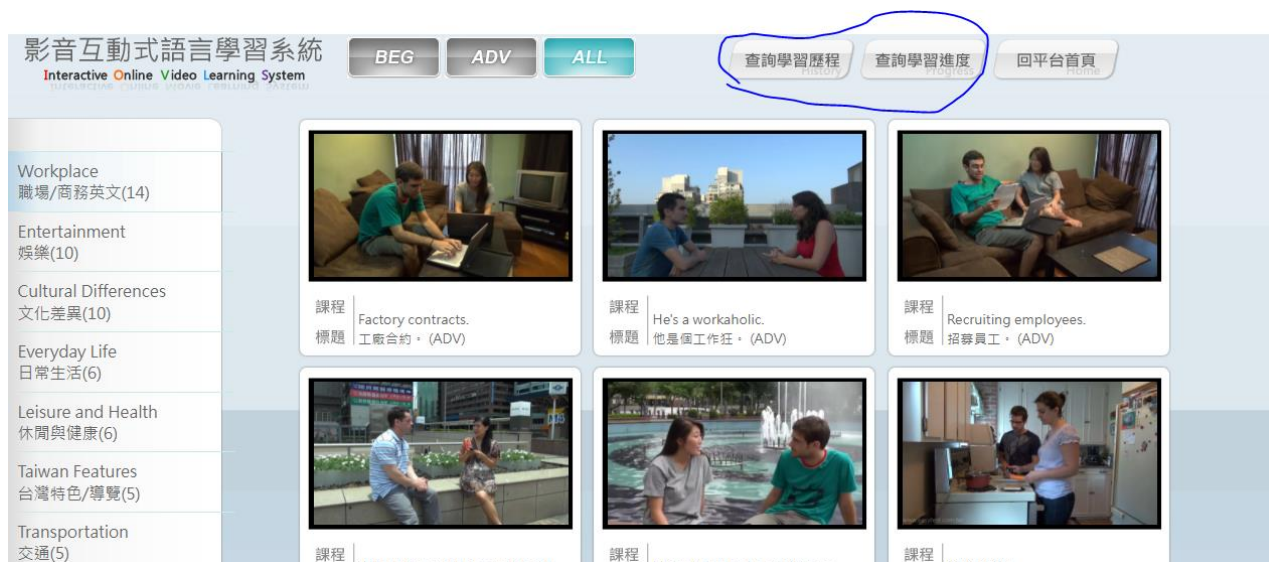 影音互動式語言學習系統
Interactive Online Video Learning System
BEG
ADV
ALL
查詢學習歷程
History
查詢學習進度
Progress
回平台首頁
Home
Workplace
職場/商務英文(14)
Entertainment
娛樂(10)
Cultural Differences
文化差異(10)
Everyday Life
日常生活(6)
Leisure and Health
休閒與健康(6)
Taiwan Features
台灣特色/導覽(5)
Transportation
交通(5)
課程
標題
Factory contracts.
工廠合約。(ADV)
課程
標題
He's a workaholic.
他是個工作狂。(ADV)
課程
標題
Recruiting employees.
招募員工。(ADV)
課程
課程
課程